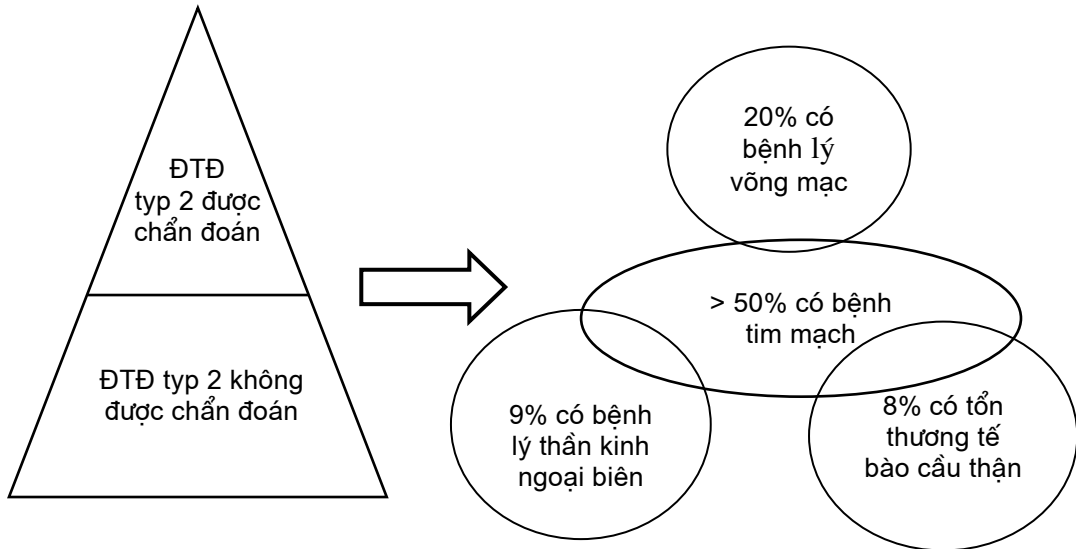 ĐTĐ
typ 2 được
chẩn đoán
ĐTĐ typ 2 không
được chẩn đoán
20% có
bệnh lý
võng mạc
> 50% có bệnh
tim mạch
9% có bệnh
lý thần kinh
ngoại biên
8% có tổn
thương tế
bào cầu thận